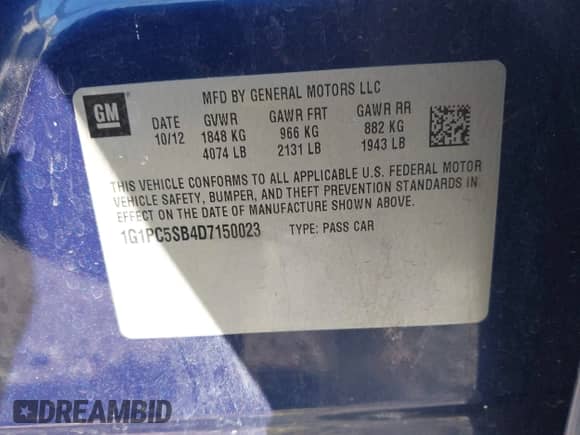 GM
MFD BY GENERAL MOTORS LLC
DATE GVWR GAWR FRT GAWR RR
10/12 1848 KG 966 KG 882 KG
4074 LB 2131 LB 1943 LB
THIS VEHICLE CONFORMS TO ALL APPLICABLE U.S. FEDERAL MOTOR
VEHICLE SAFETY, BUMPER, AND THEFT PREVENTION STANDARDS IN
EFFECT ON THE DATE OF MANUFACTURE SHOWN ABOVE.
1G1PC5SB4D7150023 TYPE: PASS CAR
DREAMBID